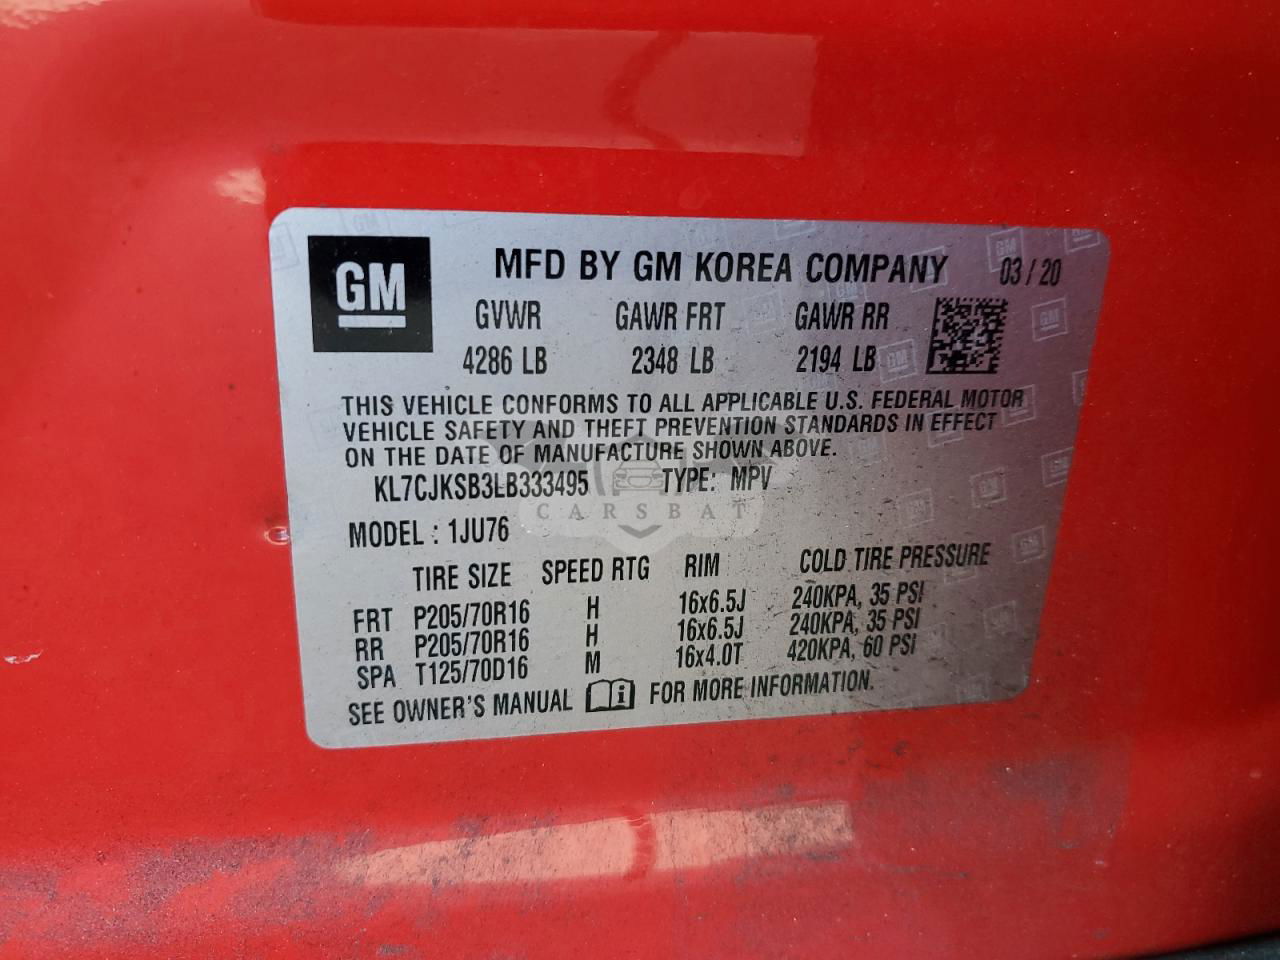 GM MFD BY GM KOREA COMPANY 03/20
GVWR GAWR FRT GAWR RR
4286 LB 2348 LB 2194 LB
THIS VEHICLE CONFORMS TO ALL APPLICABLE U.S. FEDERAL MOTOR
VEHICLE SAFETY AND THEFT PREVENTION STANDARDS IN EFFECT
ON THE DATE OF MANUFACTURE SHOWN ABOVE.
KL7CJKSB3LB333495 TYPE: MPV
CARSBAT
MODEL : 1JU76
TIRE SIZE SPEED RTG RIM COLD TIRE PRESSURE
FRT P205/70R16 H 16x6.5J 240KPA, 35 PSI
RR P205/70R16 H 16x6.5J 240KPA, 35 PSI
SPA T125/70D16 M 16x4.0T 420KPA, 60 PSI
SEE OWNER'S MANUAL FOR MORE INFORMATION.